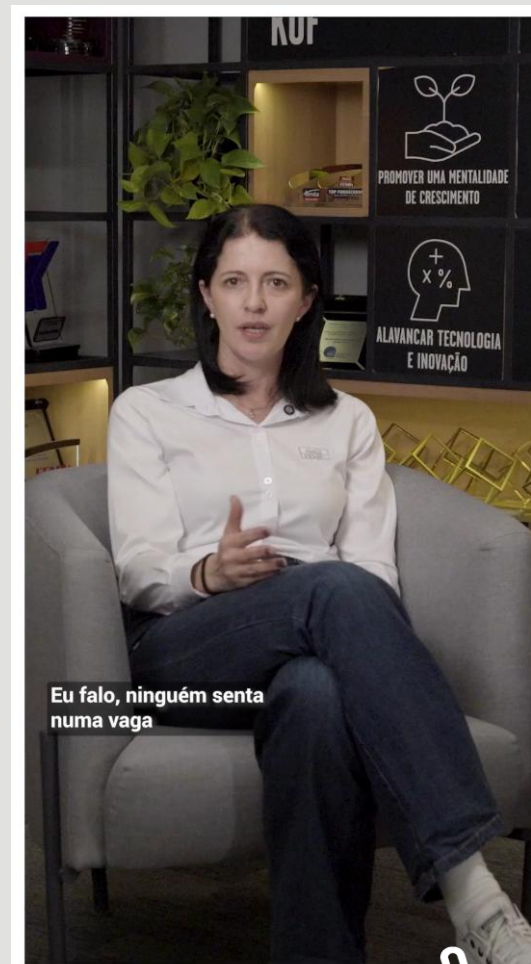 KOF
PROMOVER UMA MENTALIDADE
DE CRESCIMENTO
+
x %
ALAVANCAR TECNOLOGIA
E INOVAÇÃO
Eu falo, ninguém senta
numa vaga